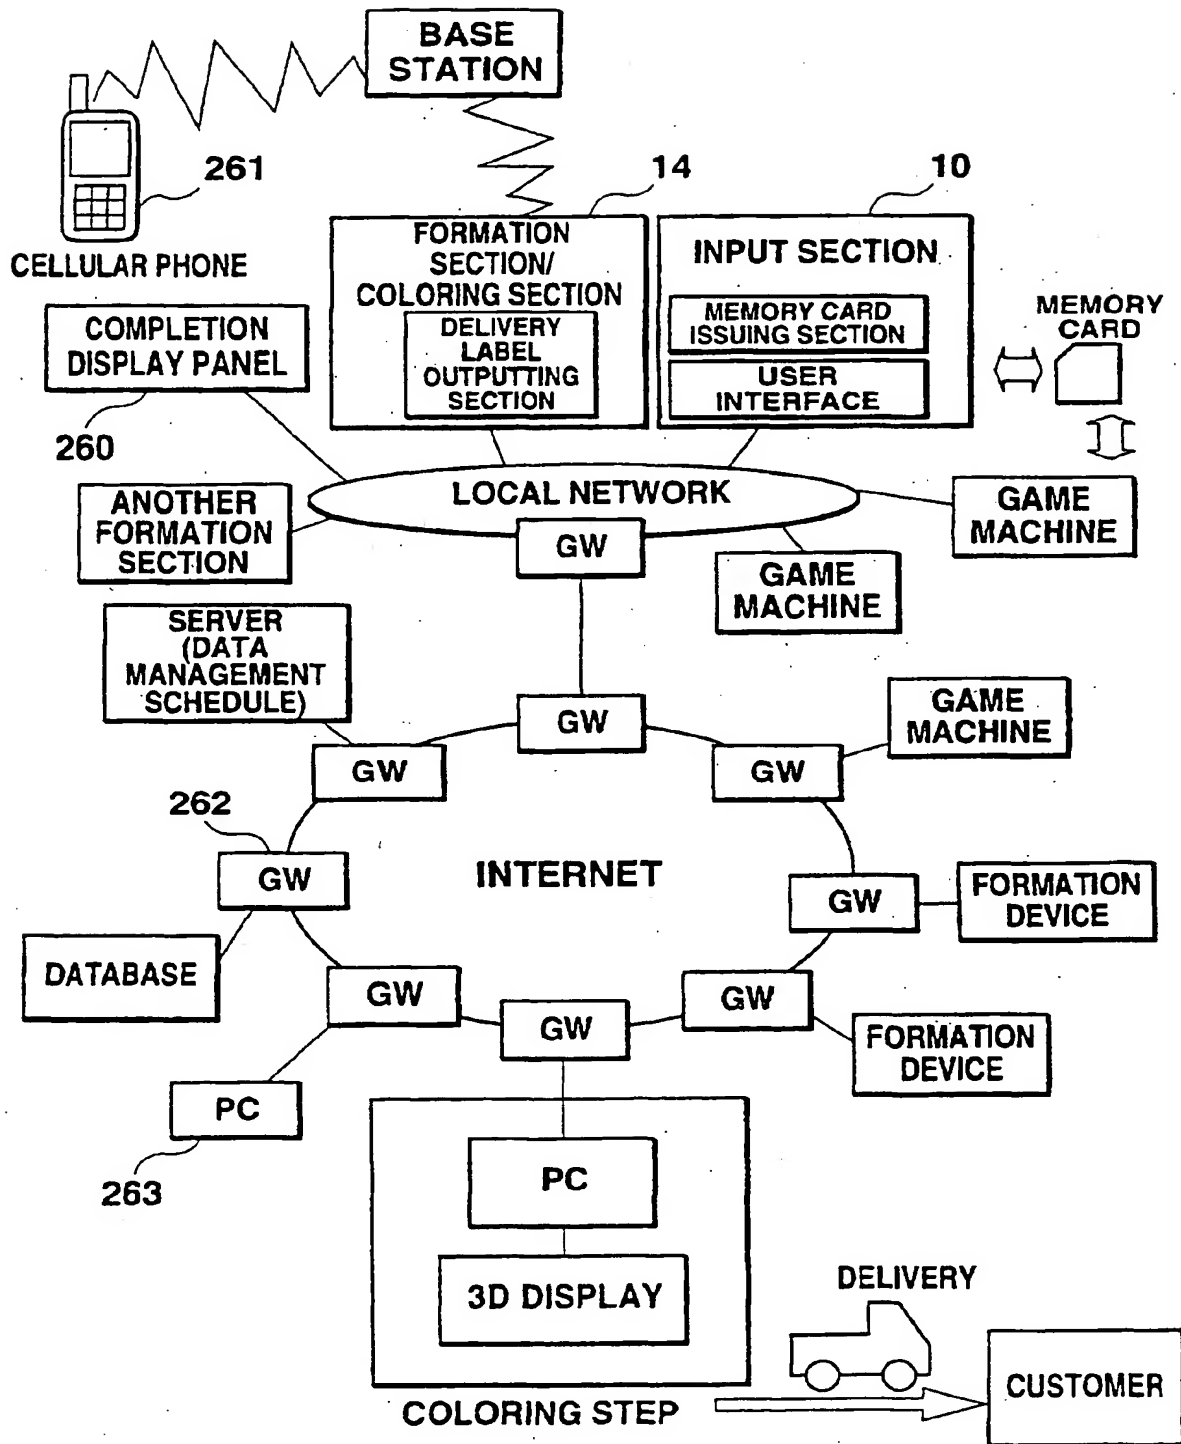 BASE
STATION
261
CELLULAR PHONE
14
10
FORMATION
SECTION/
COLORING SECTION
DELIVERY
LABEL
OUTPUTTING
SECTION
INPUT SECTION
MEMORY CARD
ISSUING SECTION
USER
INTERFACE
MEMORY
CARD
COMPLETION
DISPLAY PANEL
260
LOCAL NETWORK
GW
ANOTHER
FORMATION
SECTION
GAME
MACHINE
GAME
MACHINE
SERVER
(DATA
MANAGEMENT
SCHEDULE)
GW
GW
GW
GAME
MACHINE
262
GW
INTERNET
GW
FORMATION
DEVICE
DATABASE
GW
GW
GW
FORMATION
DEVICE
PC
263
PC
3D DISPLAY
COLORING STEP
DELIVERY
CUSTOMER